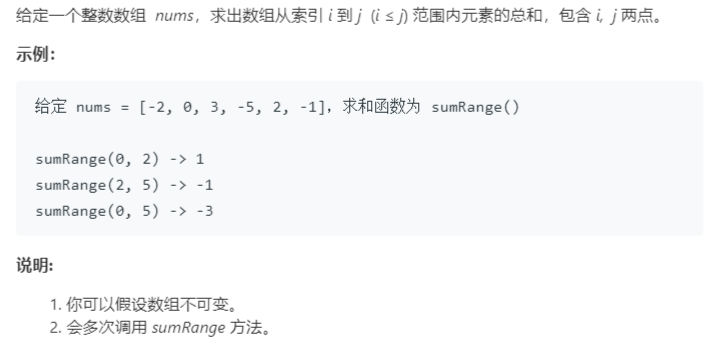 给定一个整数数组  nums，求出数组从索引 i 到 j  (i ≤ j) 范围内元素的总和，包含 i,  j 两点。
示例：
给定 nums = [-2, 0, 3, -5, 2, -1]，求和函数为 sumRange()
sumRange(0, 2) -> 1
sumRange(2, 5) -> -1
sumRange(0, 5) -> -3
说明:
1. 你可以假设数组不可变。
2. 会多次调用 sumRange 方法。